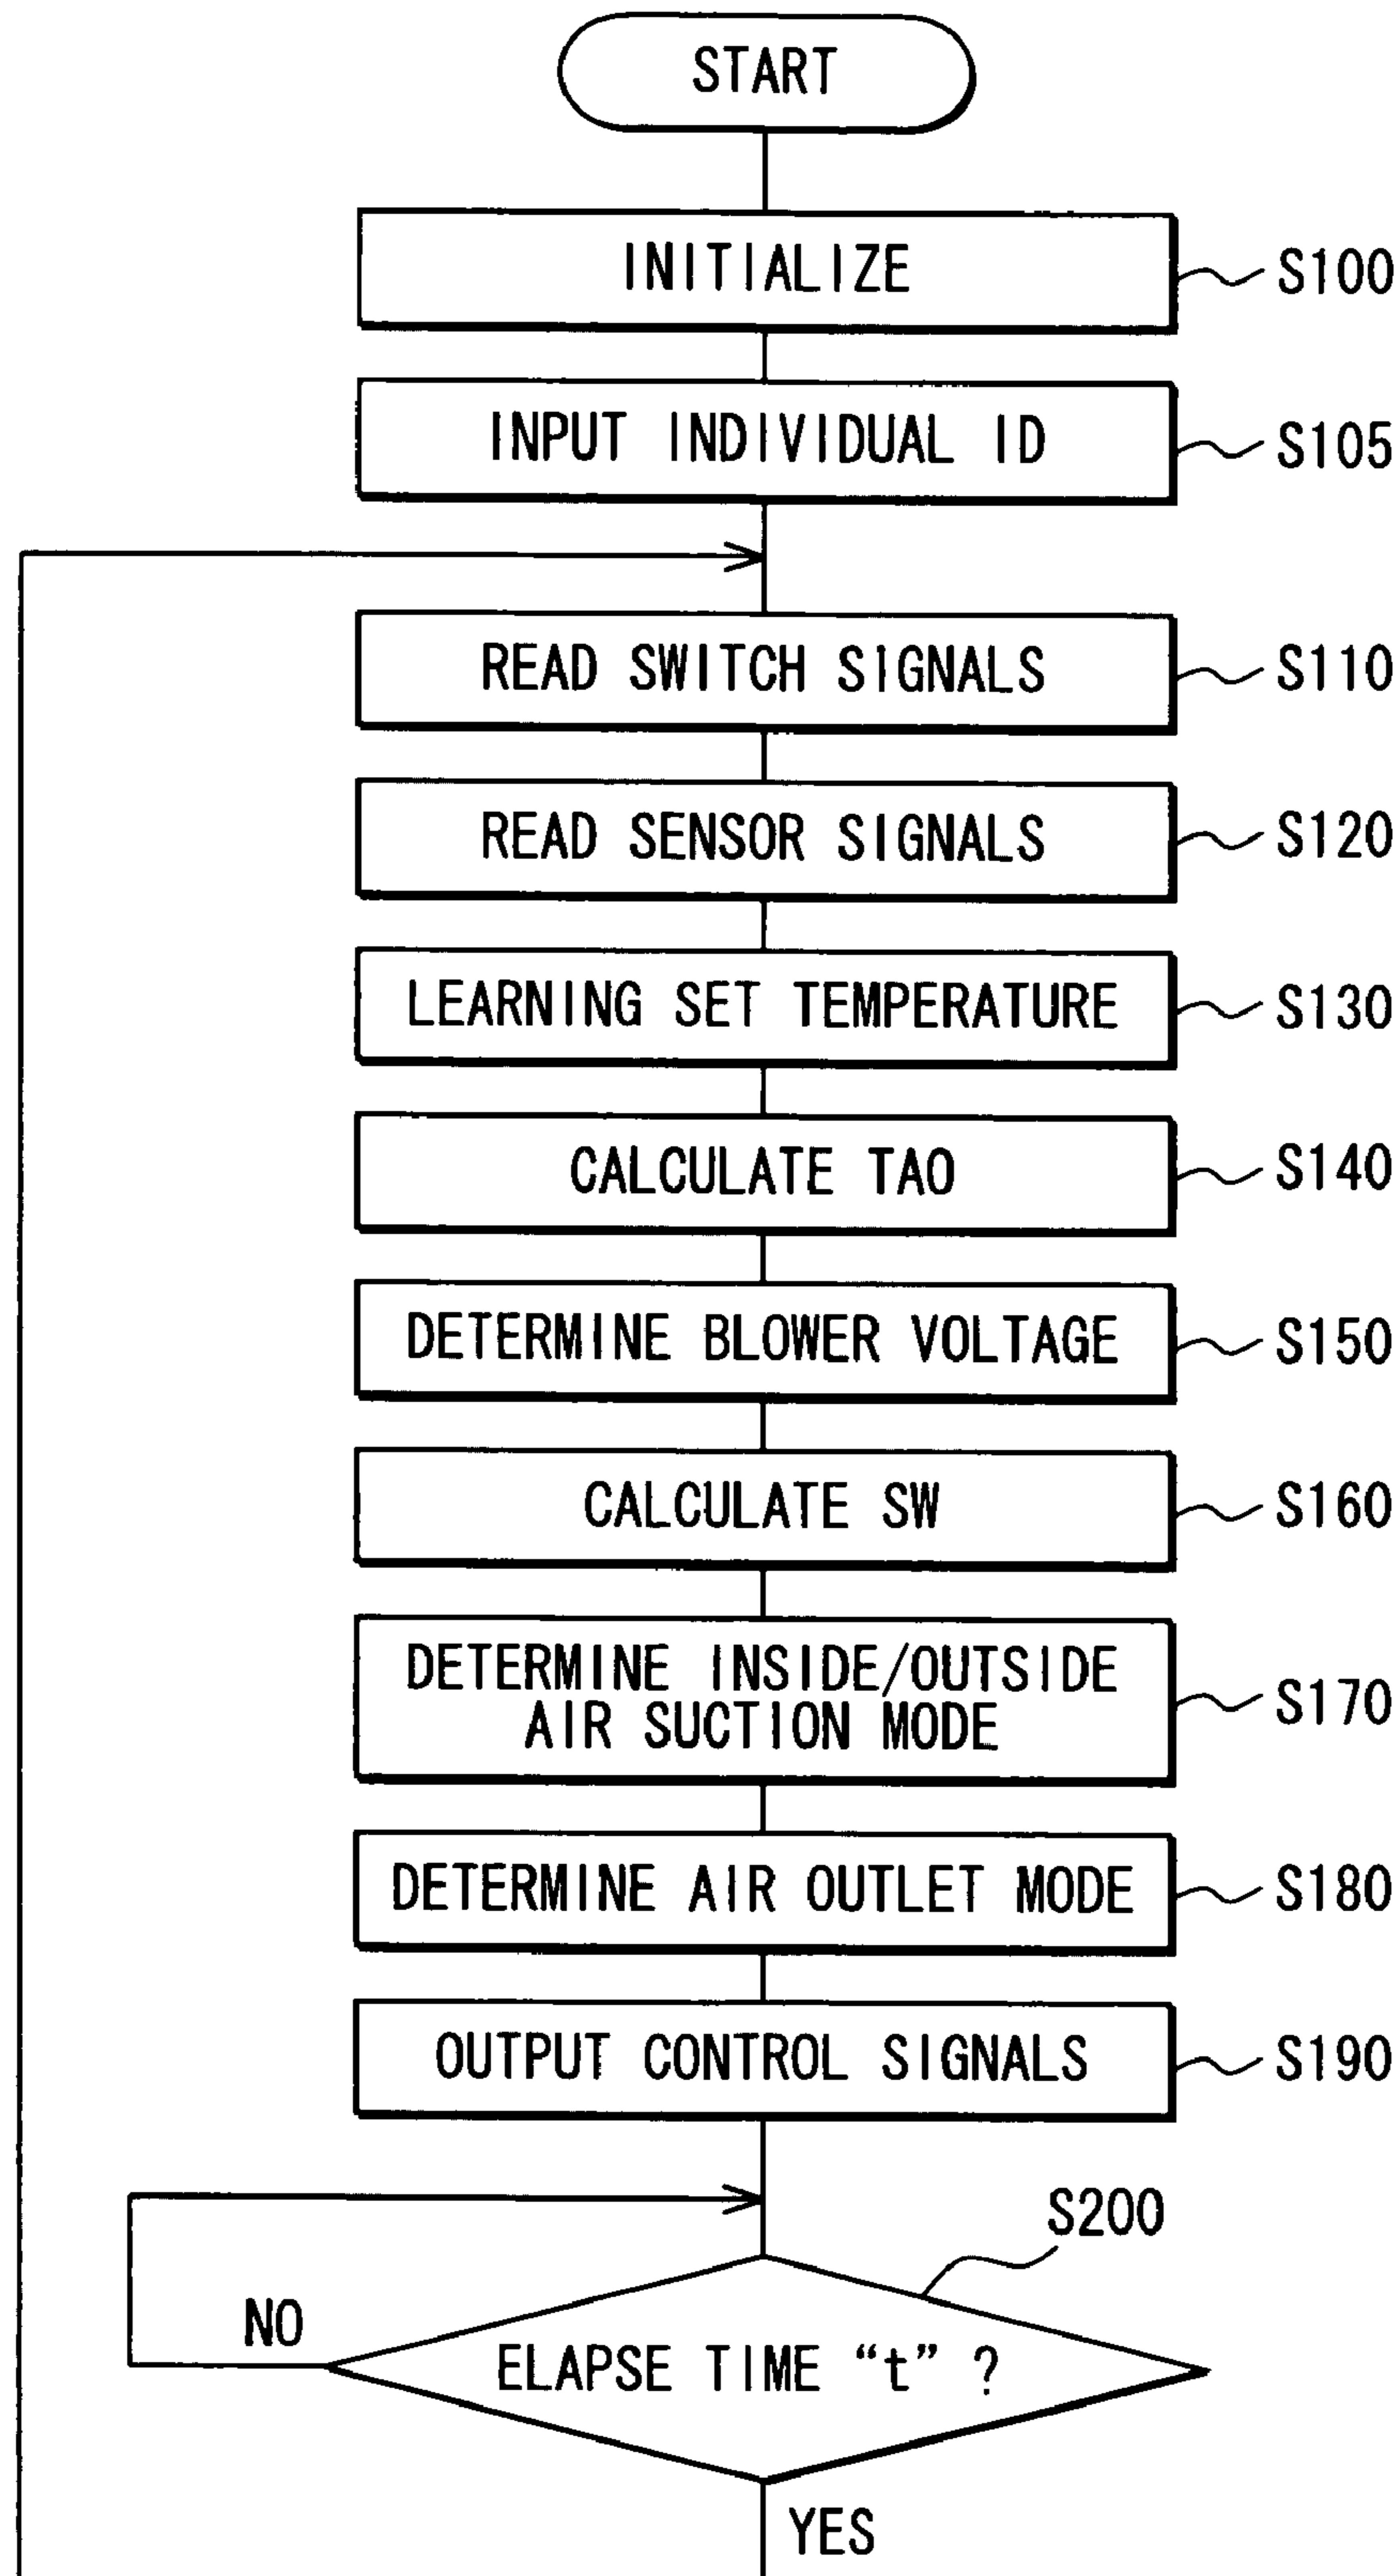 START
INITIALIZE
S100
INPUT INDIVIDUAL ID
S105
READ SWITCH SIGNALS
S110
READ SENSOR SIGNALS
S120
LEARNING SET TEMPERATURE
S130
CALCULATE TAO
S140
DETERMINE BLOWER VOLTAGE
S150
CALCULATE SW
S160
DETERMINE INSIDE/OUTSIDE
AIR SUCTION MODE
S170
DETERMINE AIR OUTLET MODE
S180
OUTPUT CONTROL SIGNALS
S190
S200
NO
ELAPSE TIME “t” ?
YES